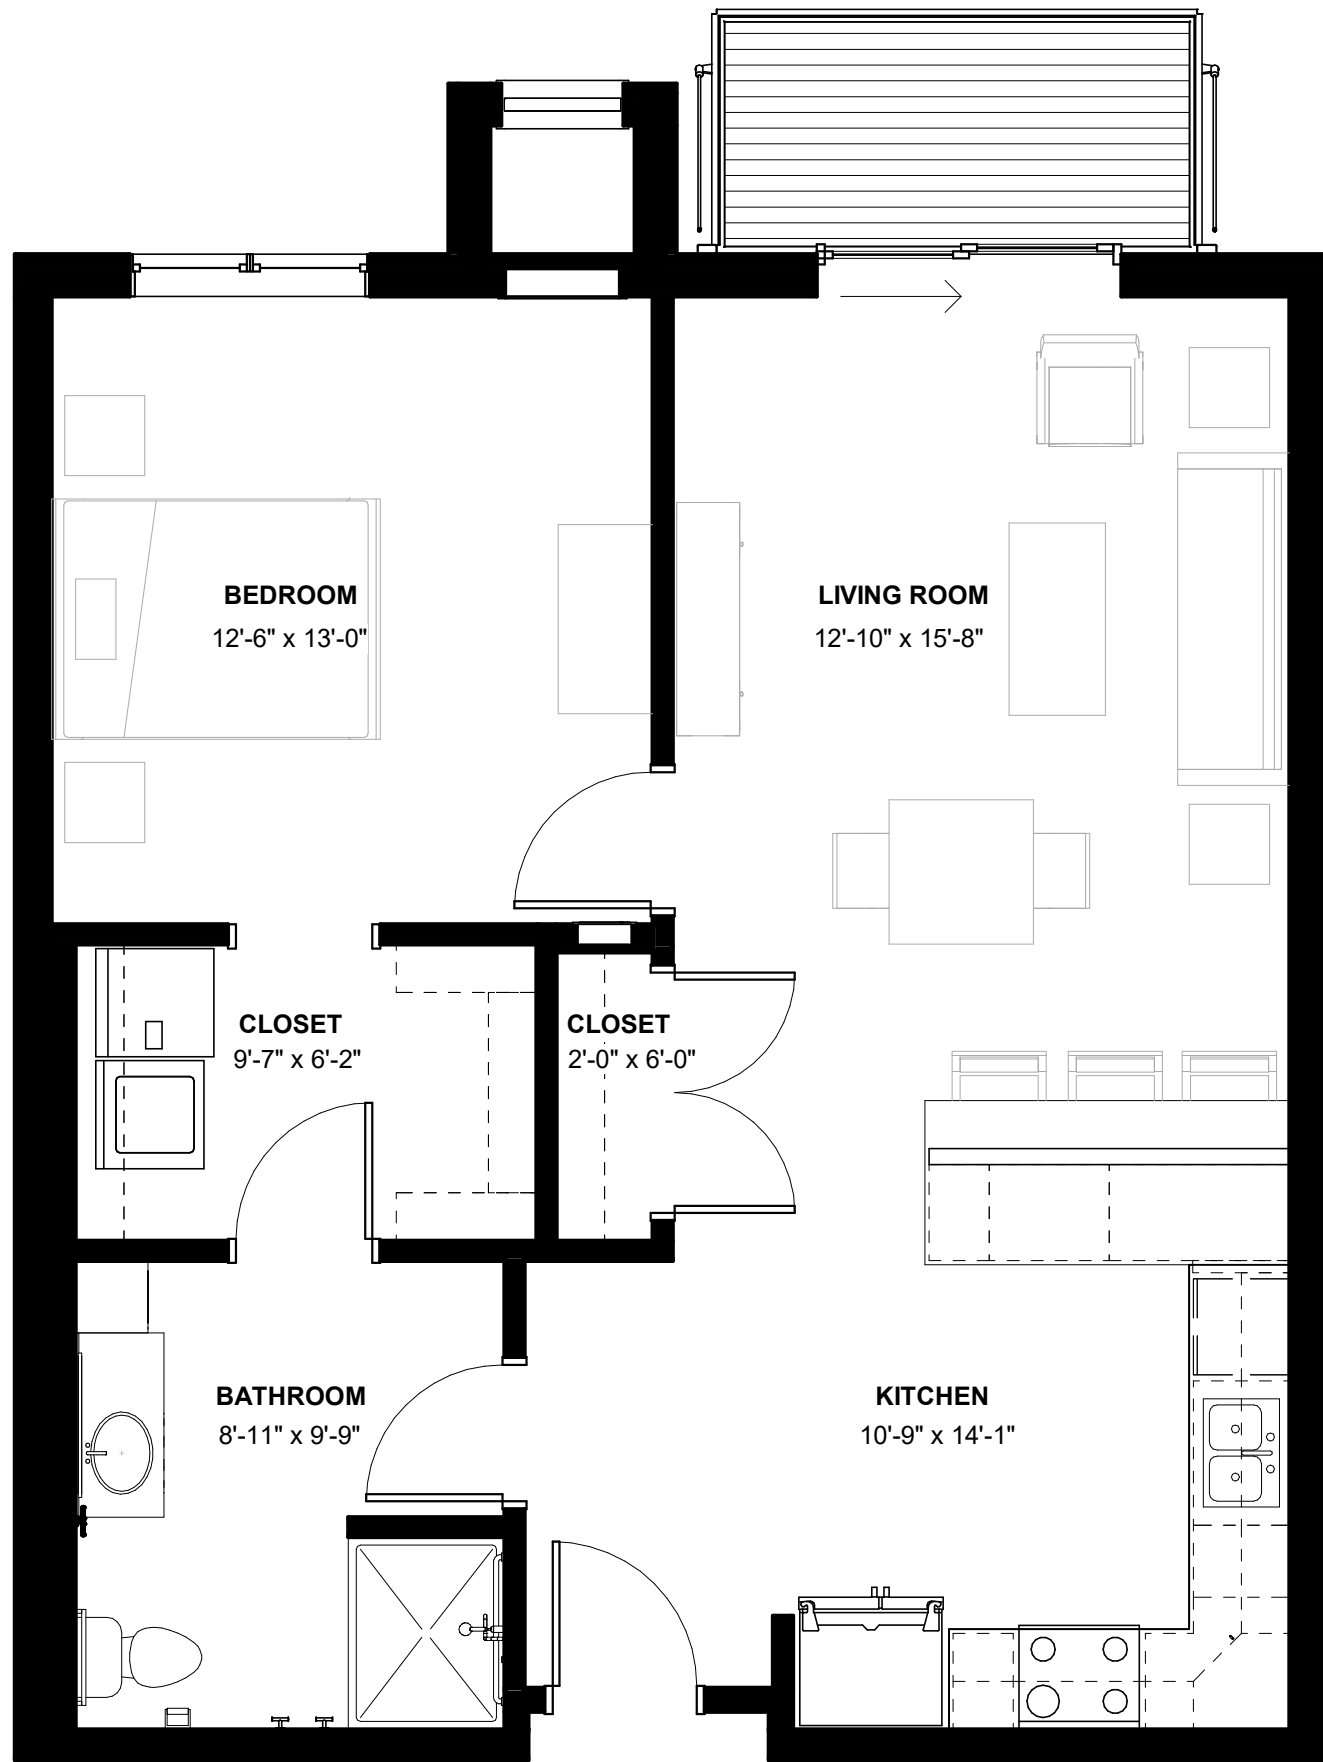 BEDROOM
12'-6" x 13'-0"
LIVING ROOM
12'-10" x 15'-8"
CLOSET
9'-7" x 6'-2"
CLOSET
2'-0" x 6'-0"
BATHROOM
8'-11" x 9'-9"
KITCHEN
10'-9" x 14'-1"